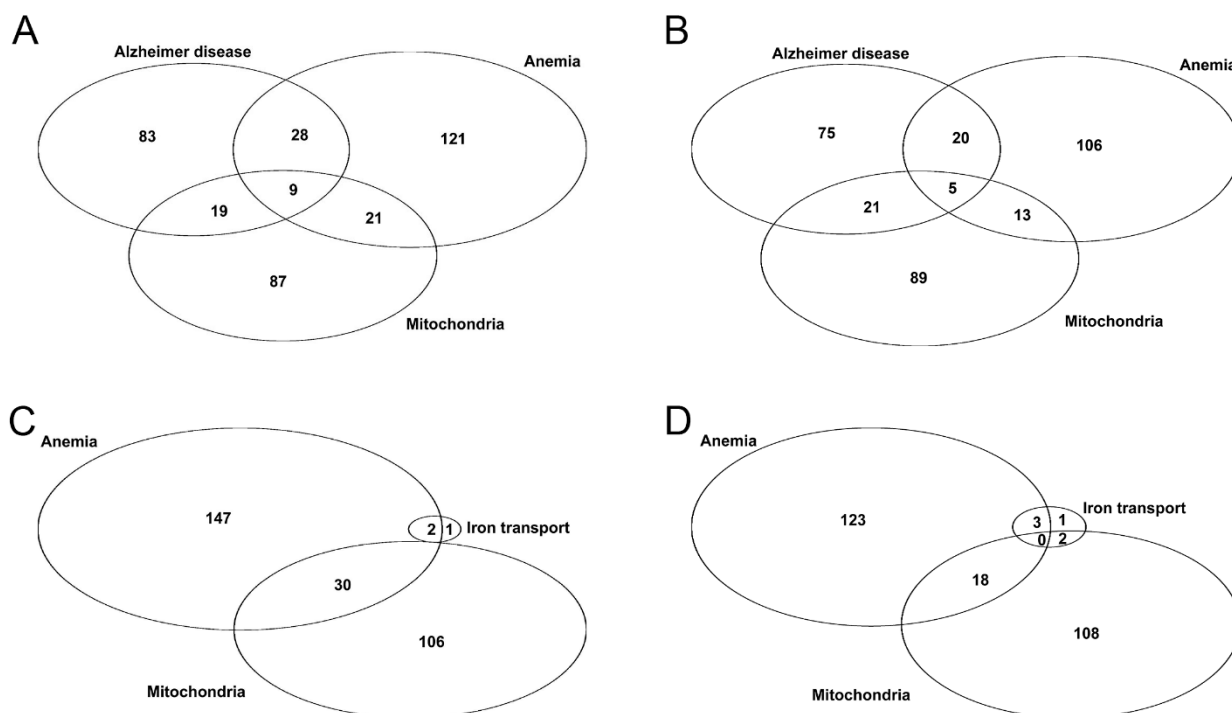 A
Alzheimer disease
Anemia
83
28
121
9
19
21
87
Mitochondria
B
Alzheimer disease
Anemia
75
20
106
5
21
13
89
Mitochondria
C
Anemia
147
2 1
Iron transport
30
106
Mitochondria
D
Anemia
123
3 1
Iron transport
0 2
18
108
Mitochondria